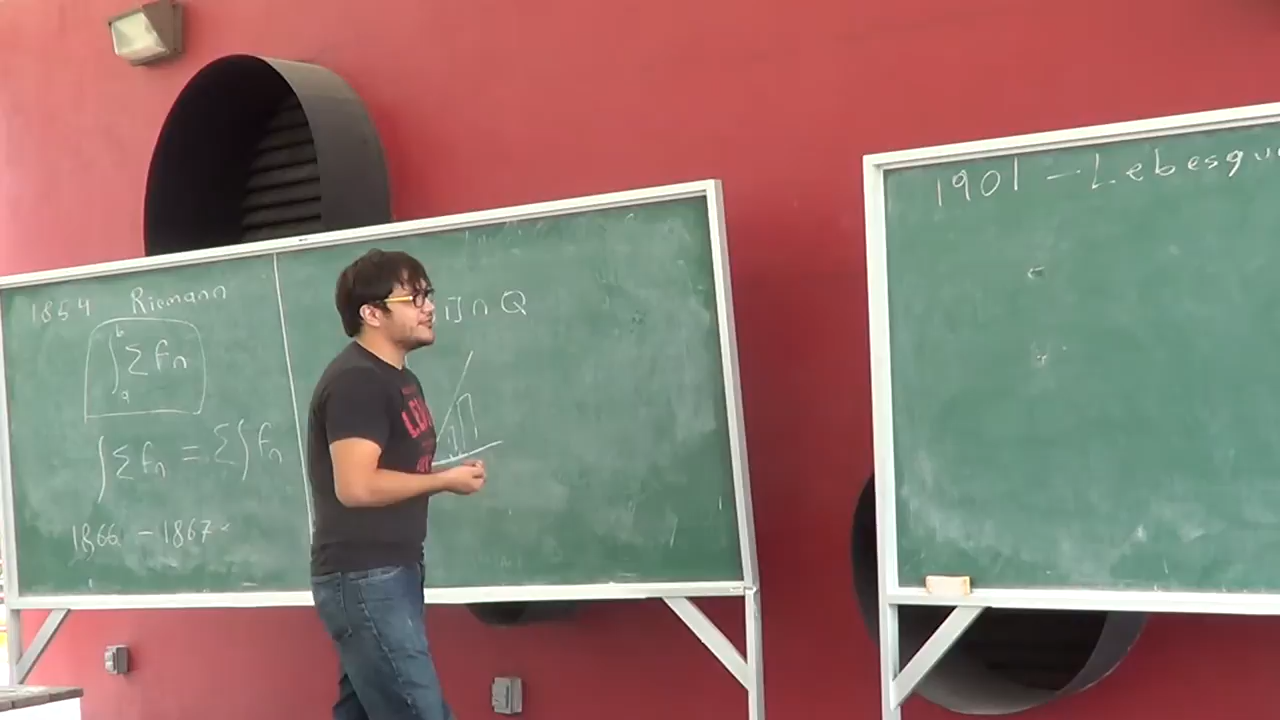 1854 Riemann
∫ₐᵇ Σ fn
∫ Σ fn = Σ ∫ fn
1866 - 1867
] ∩ Q
1901 - Lebesgu